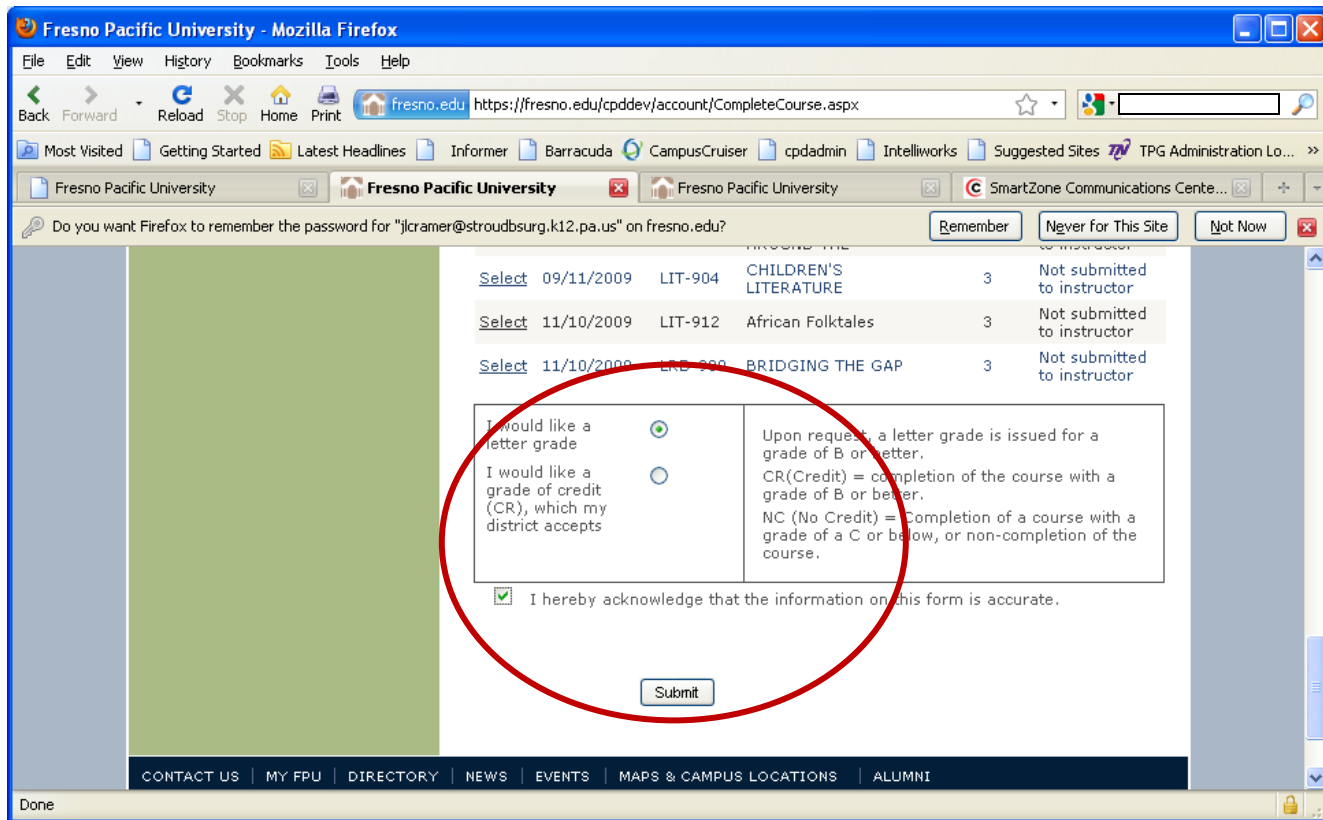 Fresno Pacific University - Mozilla Firefox
File Edit View History Bookmarks Tools Help
Back Forward Reload Stop Home Print fresno.edu https://fresno.edu/cpddev/account/CompleteCourse.aspx
Most Visited Getting Started Latest Headlines Informer Barracuda CampusCruiser cpdadmin Intelliworks Suggested Sites TPG Administration Lo... »
Fresno Pacific University Fresno Pacific University Fresno Pacific University SmartZone Communications Cente...
Do you want Firefox to remember the password for "jlcramer@stroudbsurg.k12.pa.us" on fresno.edu? Remember Never for This Site Not Now
AROUND THE to instructor
Select 09/11/2009 LIT-904 CHILDREN'S LITERATURE 3 Not submitted to instructor
Select 11/10/2009 LIT-912 African Folktales 3 Not submitted to instructor
Select 11/10/2009 BRIDGING THE GAP 3 Not submitted to instructor
I would like a
letter grade
I would like a
grade of credit
(CR), which my
district accepts
Upon request, a letter grade is issued for a
grade of B or better.
CR(Credit) = completion of the course with a
grade of B or better.
NC (No Credit) = Completion of a course with a
grade of a C or below, or non-completion of the
course.
I hereby acknowledge that the information on this form is accurate.
Submit
CONTACT US | MY FPU | DIRECTORY | NEWS | EVENTS | MAPS & CAMPUS LOCATIONS | ALUMNI
Done